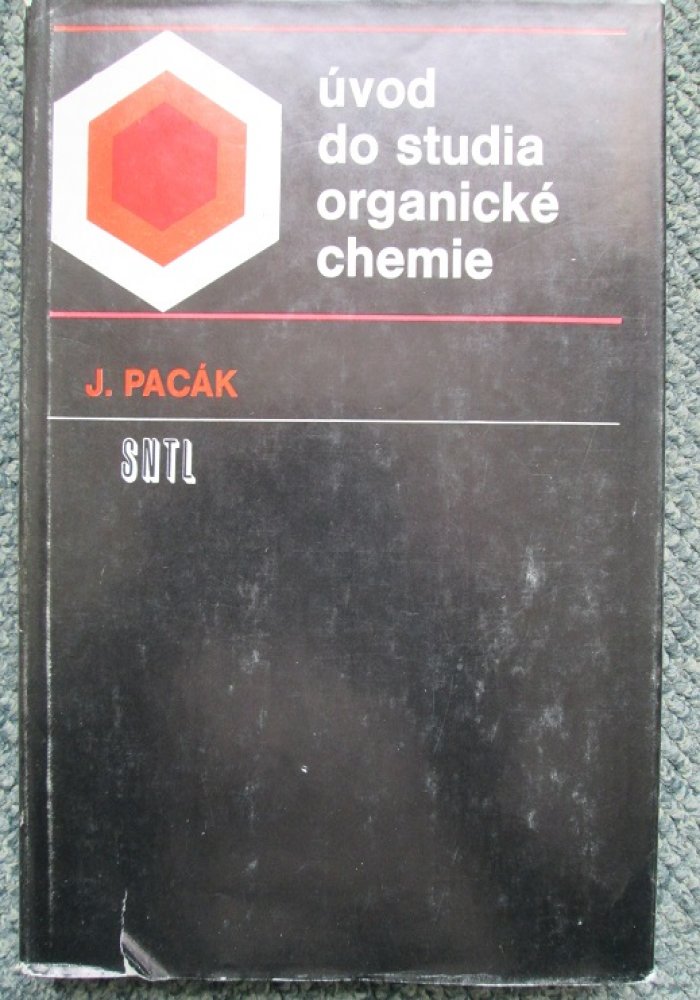 úvod
do studia
organické
chemie
J. PACÁK
SNTL